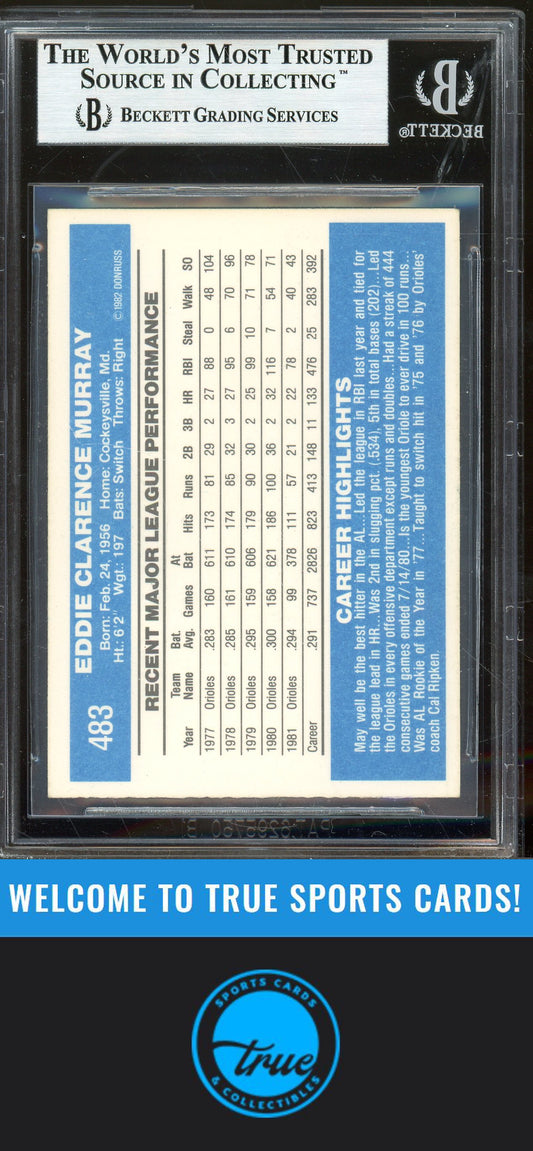 THE WORLD'S MOST TRUSTED
SOURCE IN COLLECTING™
BECKETT GRADING SERVICES
BECKETT®
483
EDDIE CLARENCE MURRAY
Born: Feb. 24, 1956 Home: Cockeysville, Md.
Ht.: 6'2" Wgt.: 197 Bats: Switch Throws: Right ©1982 DONRUSS
RECENT MAJOR LEAGUE PERFORMANCE
Year Team Name Bat. Avg. Games At Bat Hits Runs 2B 3B HR RBI Steal Walk SO
1977 Orioles .283 160 611 173 81 29 2 27 88 0 48 104
1978 Orioles .285 161 610 174 85 32 3 27 95 6 70 96
1979 Orioles .295 159 606 179 90 30 2 25 99 10 71 78
1980 Orioles .300 158 621 186 100 36 2 32 116 7 54 71
1981 Orioles .294 99 378 111 57 21 2 22 78 2 40 43
Career .291 737 2826 823 413 148 11 133 476 25 283 392
CAREER HIGHLIGHTS
May well be the best hitter in the AL...Led the league in RBI last year and tied for
the league lead in HR...Was 2nd in slugging pct. (.534), 5th in total bases (202)...Led
the Orioles in every offensive department except runs and doubles...Had a streak of 444
consecutive games ended 7/14/80...Is the youngest Oriole to ever drive in 100 runs...
Was AL Rookie of the Year in '77...Taught to switch hit in '75 and '76 by Orioles'
coach Cal Ripken.
WELCOME TO TRUE SPORTS CARDS!
SPORTS CARDS
true
& COLLECTIBLES